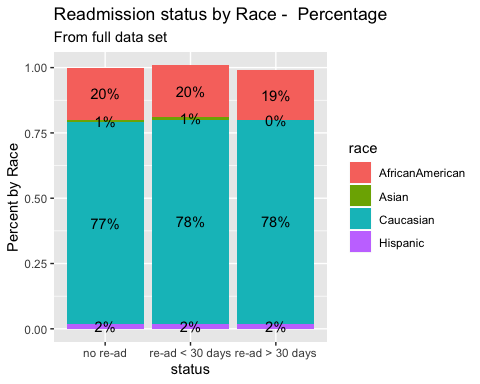 Readmission status by Race -  Percentage
From full data set
Percent by Race
1.00
0.75
0.50
0.25
0.00
20%
20%
19%
1%
1%
0%
77%
78%
78%
2%
2%
2%
no re-ad
re-ad < 30 days
re-ad > 30 days
status
race
AfricanAmerican
Asian
Caucasian
Hispanic